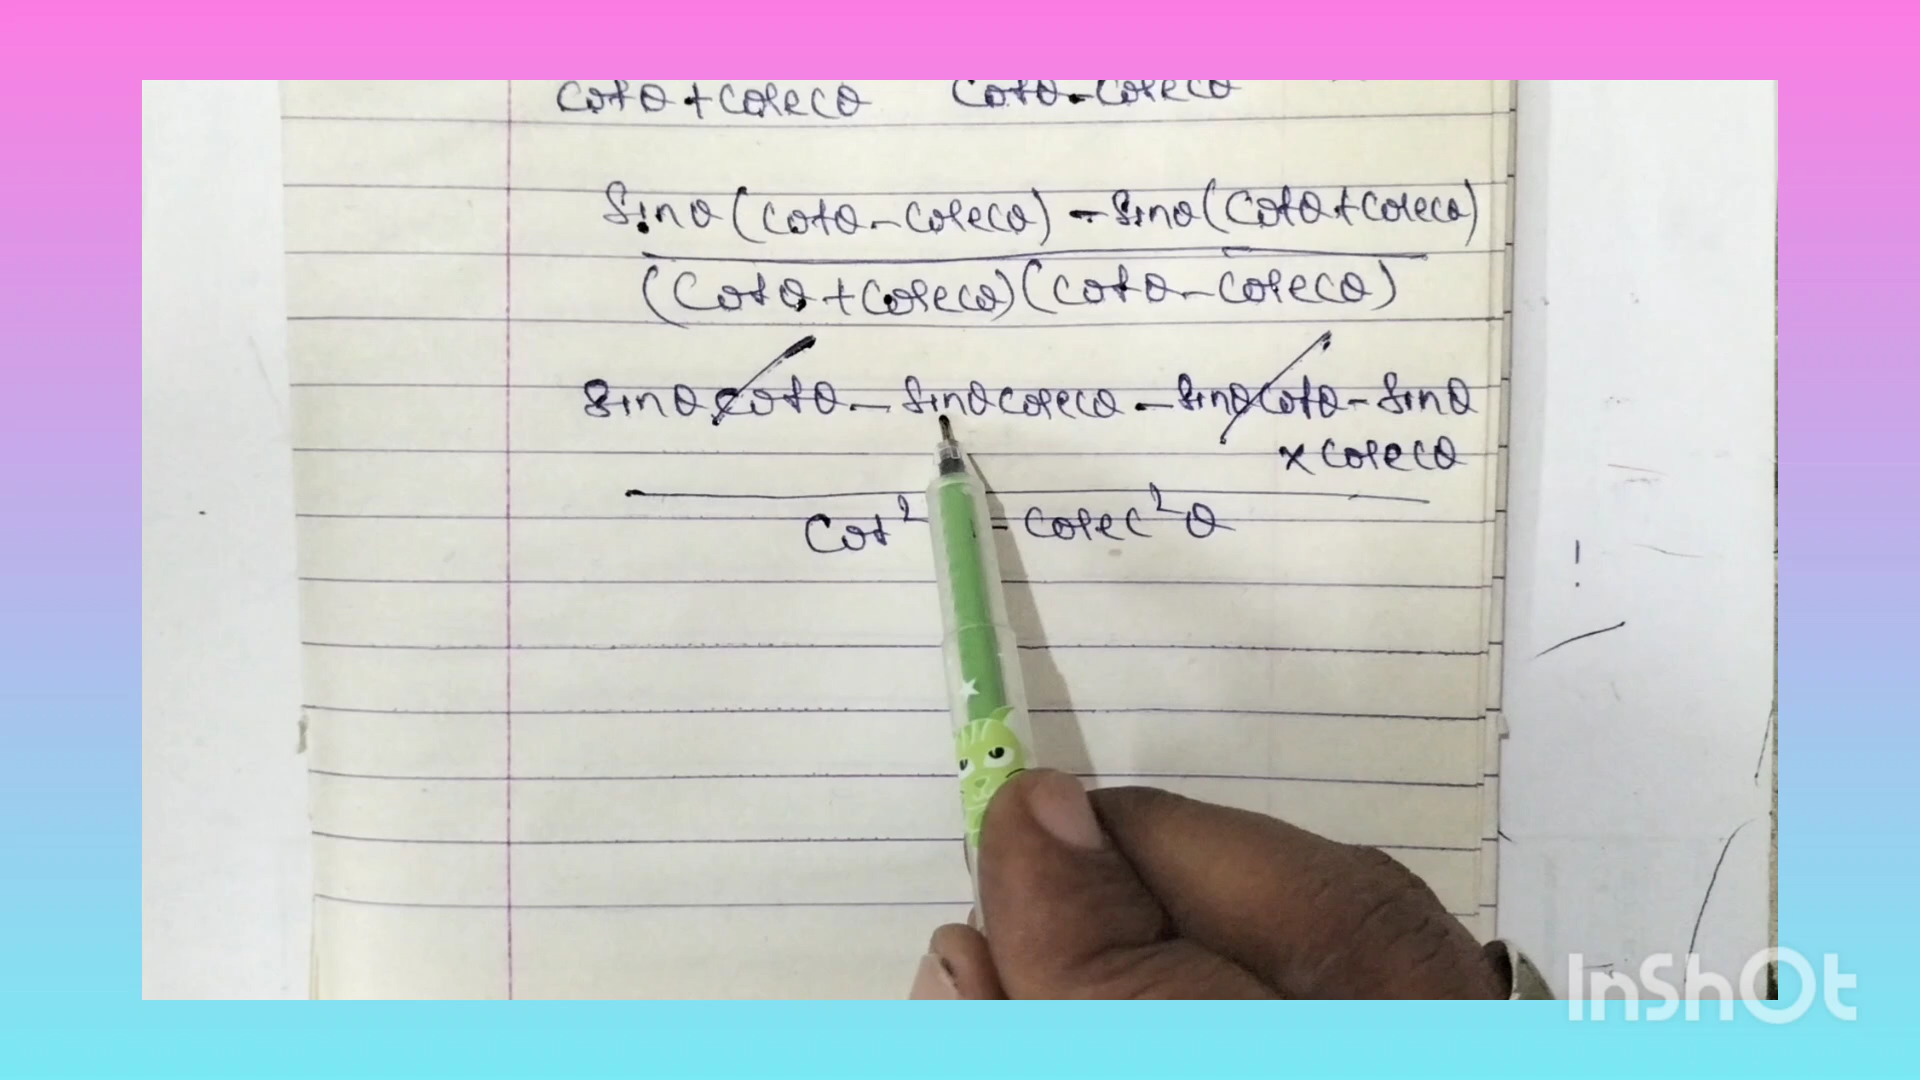 Cotθ + Cosecθ    Cotθ - Cosecθ
Sinθ (Cotθ - Cosecθ) - Sinθ (Cotθ + Cosecθ)
(Cotθ + Cosecθ) (Cotθ - Cosecθ)
Sinθ Cotθ - Sinθ Cosecθ - Sinθ Cotθ - Sinθ
× Cosecθ
Cot² - Cosec²θ
InShOt